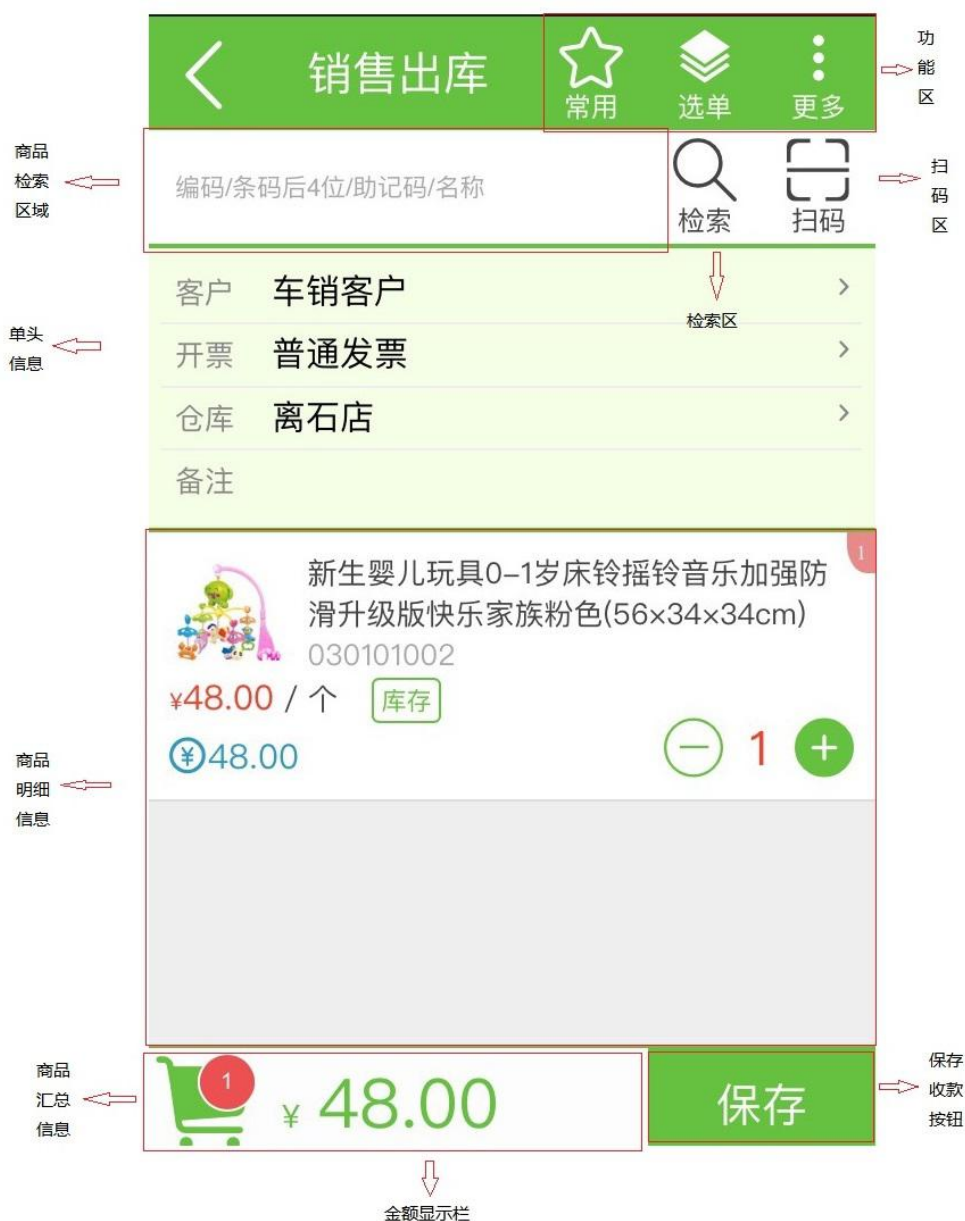 销售出库
常用
选单
更多
功
能
区
商品
检索
区域
编码/条码后4位/助记码/名称
检索
扫码
扫
码
区
检索区
单头
信息
客户 车销客户
开票 普通发票
仓库 离石店
备注
商品
明细
信息
1
新生婴儿玩具0-1岁床铃摇铃音乐加强防
滑升级版快乐家族粉色(56×34×34cm)
030101002
¥48.00 / 个 库存
¥48.00
1
商品
汇总
信息
1
¥ 48.00
保存
保存
收款
按钮
金额显示栏